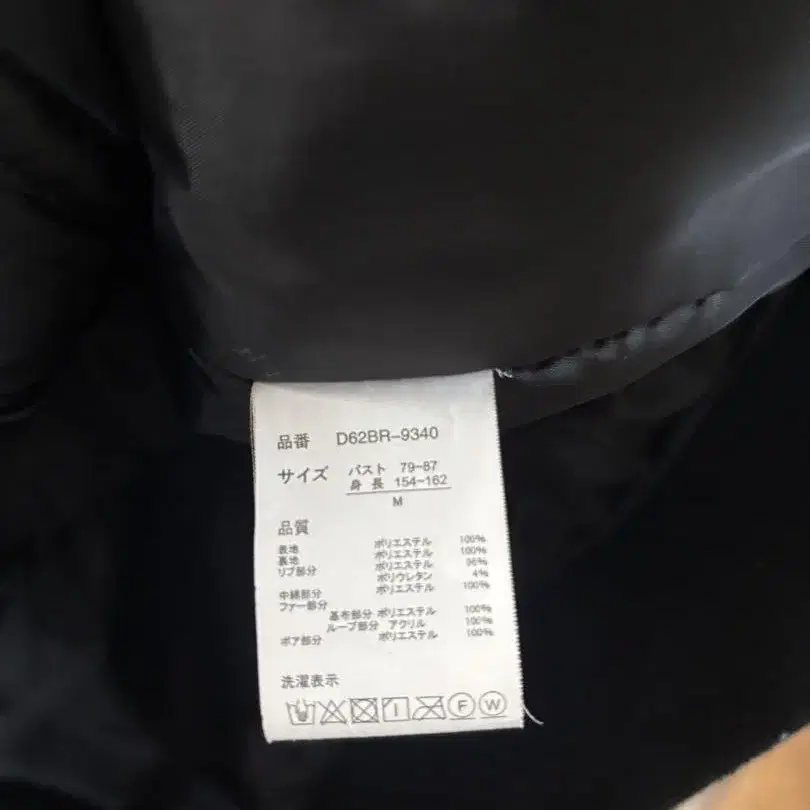 品番 D62BR-9340
サイズ バスト 79-87
身長 154-162
M
品質
表地 ポリエステル 100%
裏地 ポリエステル 100%
リブ部分 ポリエステル 96%
ポリウレタン 4%
中綿部分 ポリエステル 100%
ファー部分
基布部分 ポリエステル 100%
ループ部分 アクリル 100%
ボア部分 ポリエステル 100%
洗濯表示
F W